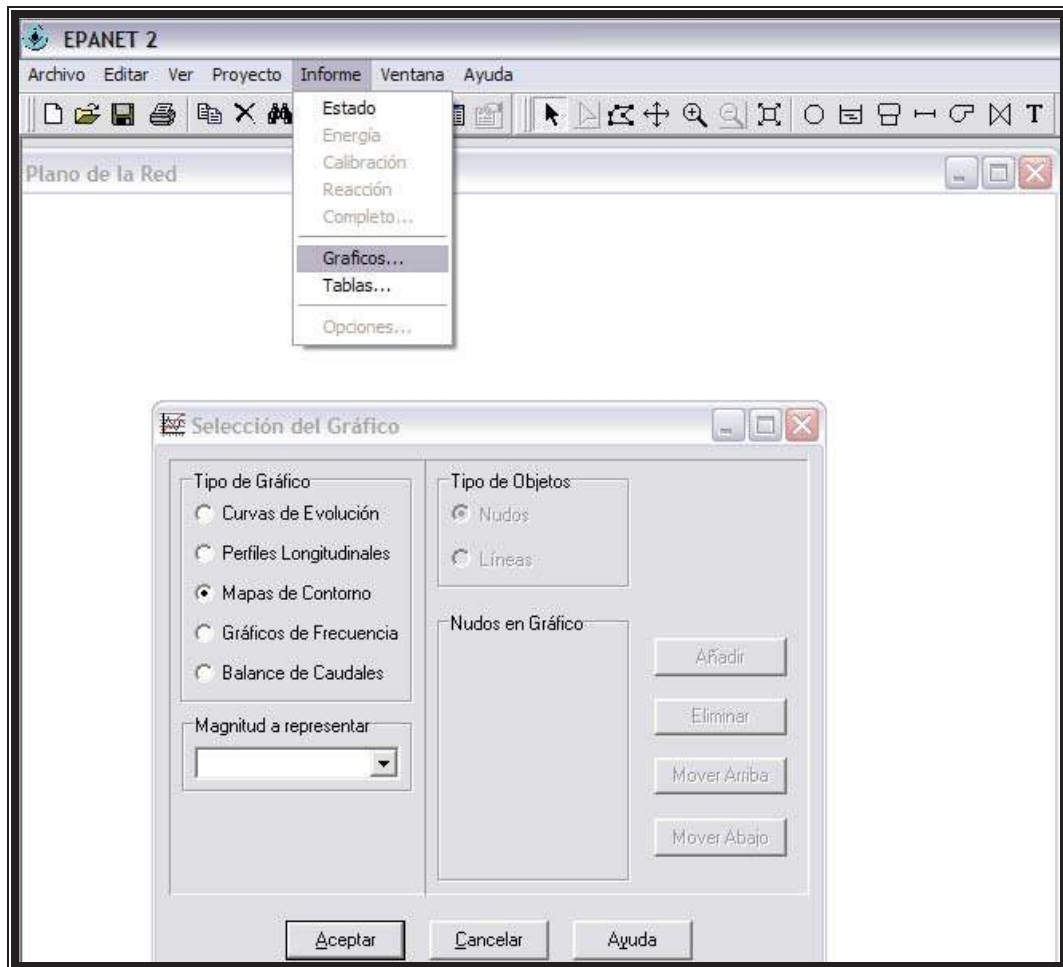 EPANET 2
Archivo Editar Ver Proyecto Informe Ventana Ayuda
T
Estado
Energía
Calibración
Reacción
Completo...
Graficos...
Tablas...
Opciones...
Plano de la Red
Selección del Gráfico
Tipo de Gráfico
Curvas de Evolución
Perfiles Longitudinales
Mapas de Contorno
Gráficos de Frecuencia
Balance de Caudales
Magnitud a representar
Tipo de Objetos
Nudos
Líneas
Nudos en Gráfico
Añadir
Eliminar
Mover Arriba
Mover Abajo
Aceptar Cancelar Ayuda